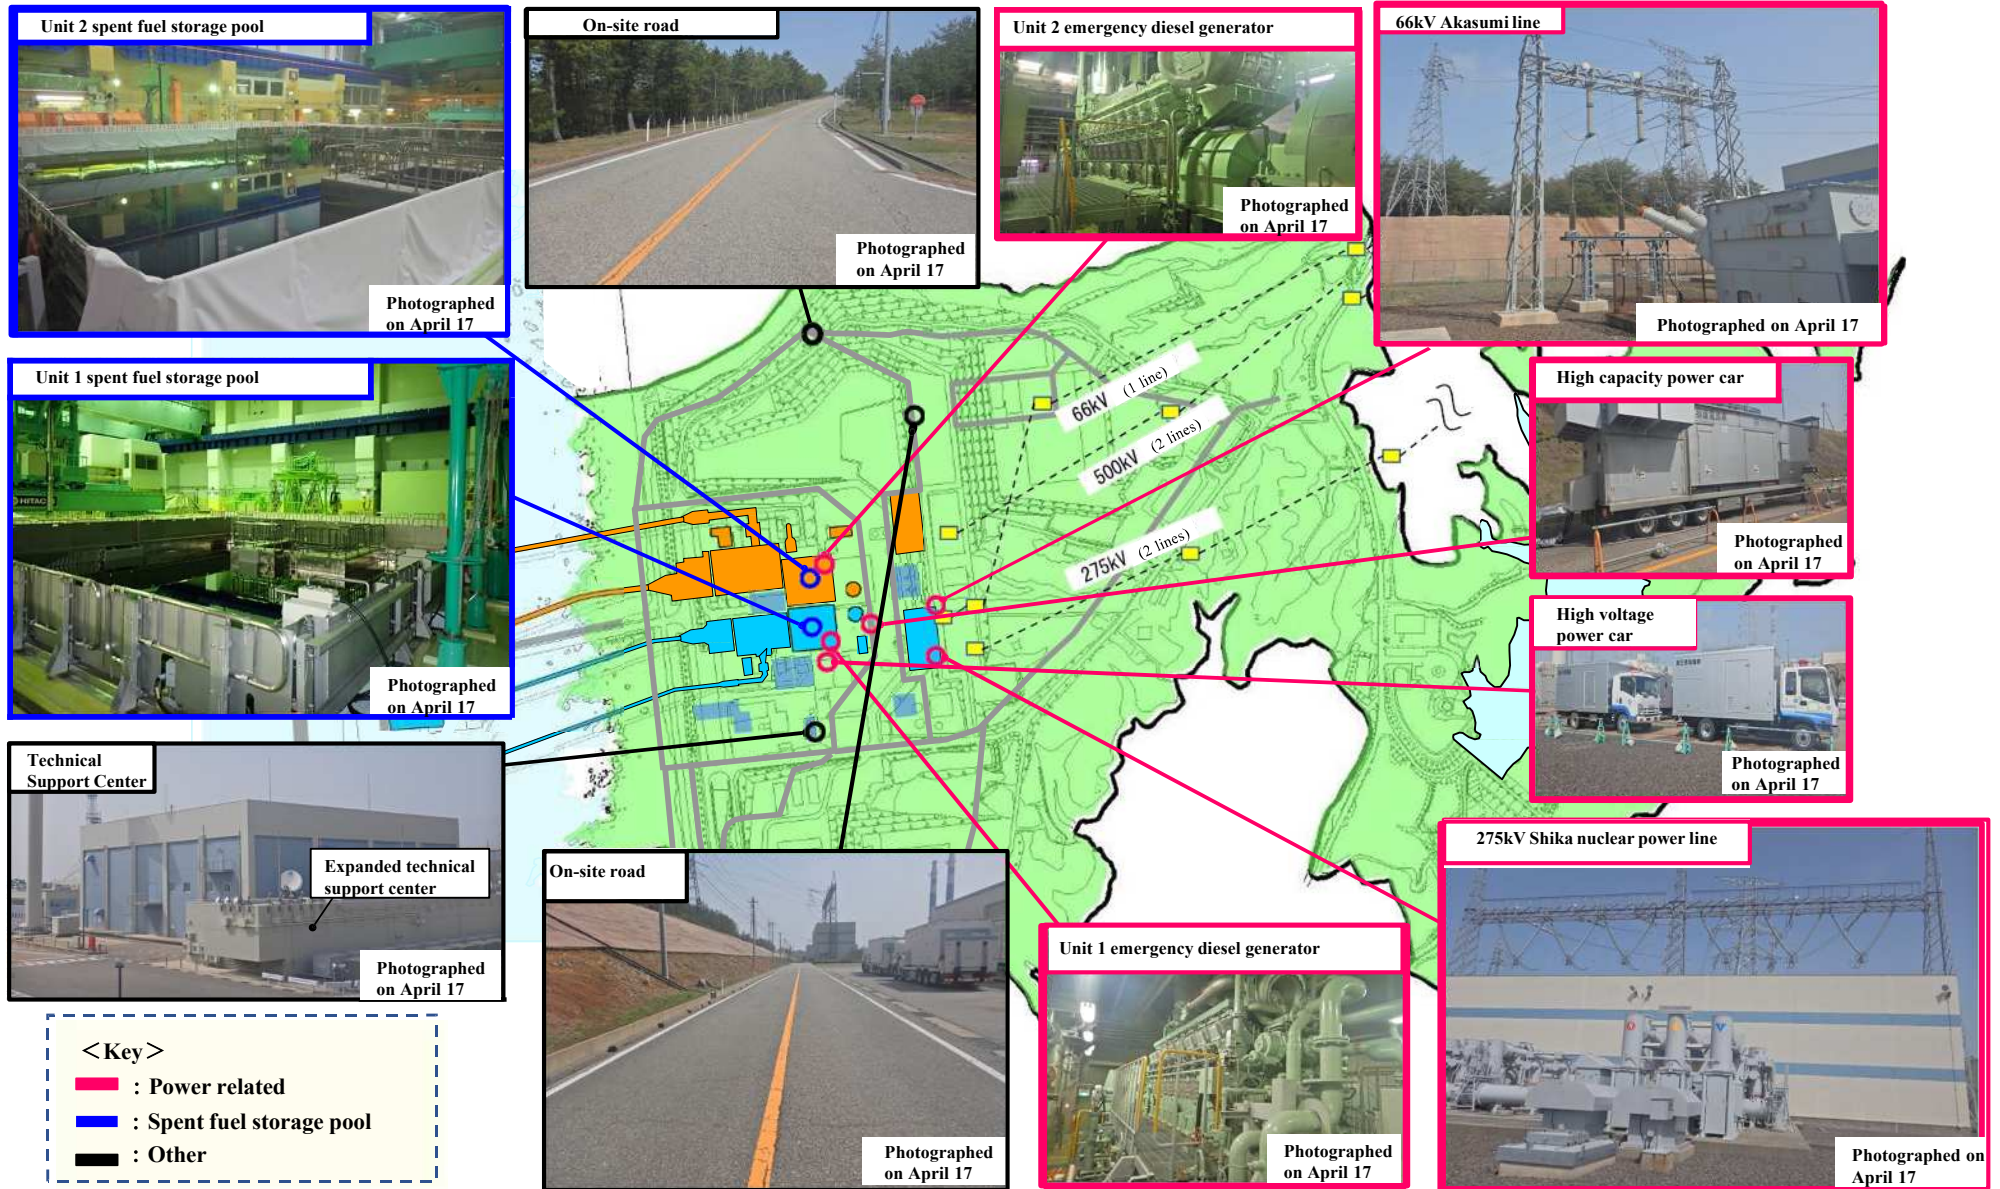 Unit 2 spent fuel storage pool
Photographed
on April 17
On-site road
Photographed
on April 17
Unit 2 emergency diesel generator
Photographed
on April 17
66kV Akasumi line
Photographed on April 17
Unit 1 spent fuel storage pool
HITAC
Photographed
on April 17
66kV (1 line)
500kV (2 lines)
275kV (2 lines)
High capacity power car
Photographed
on April 17
High voltage
power car
Photographed
on April 17
Technical
Support Center
Expanded technical
support center
Photographed
on April 17
On-site road
Photographed
on April 17
Unit 1 emergency diesel generator
Photographed
on April 17
275kV Shika nuclear power line
Photographed on
April 17
<Key>
: Power related
: Spent fuel storage pool
: Other